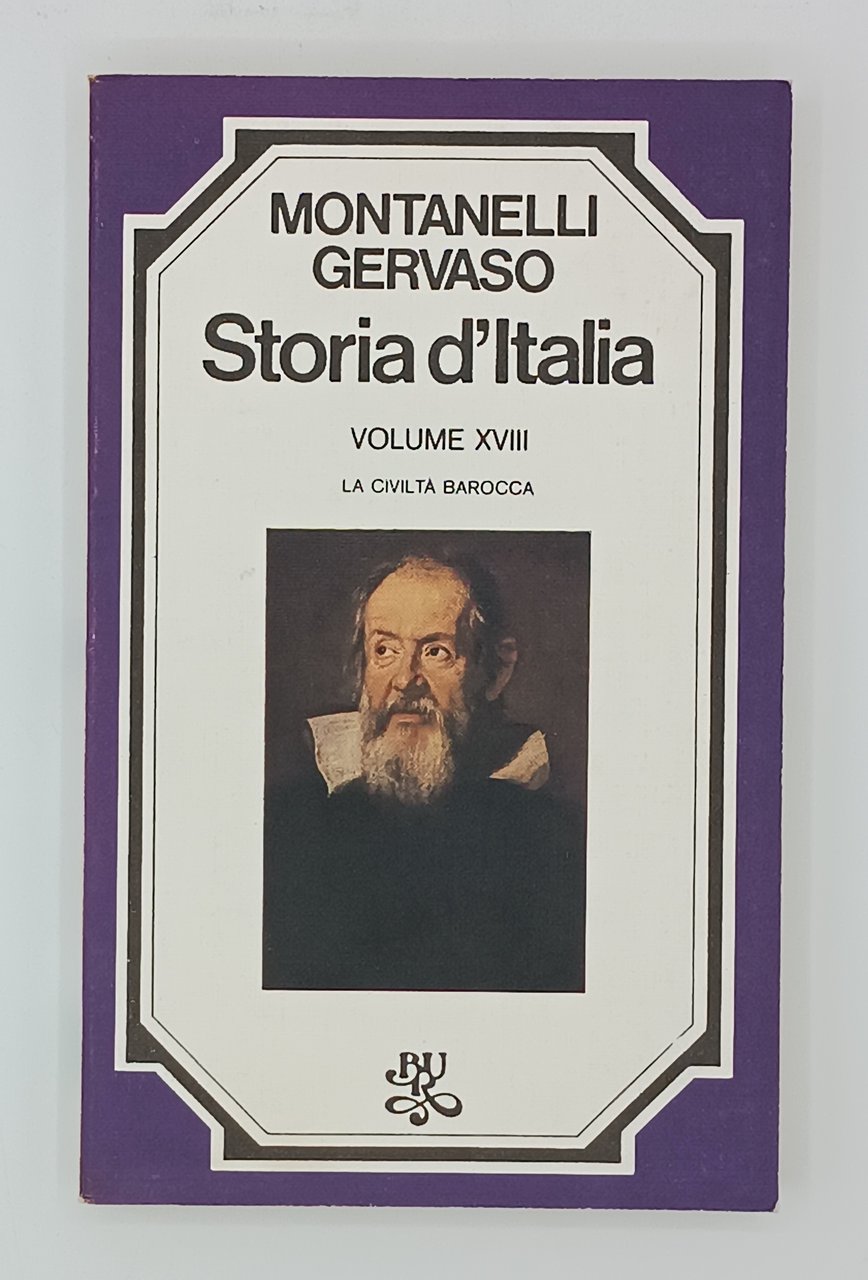 MONTANELLI
GERVASO
Storia d'Italia
VOLUME XVIII
LA CIVILTÀ BAROCCA
BUR